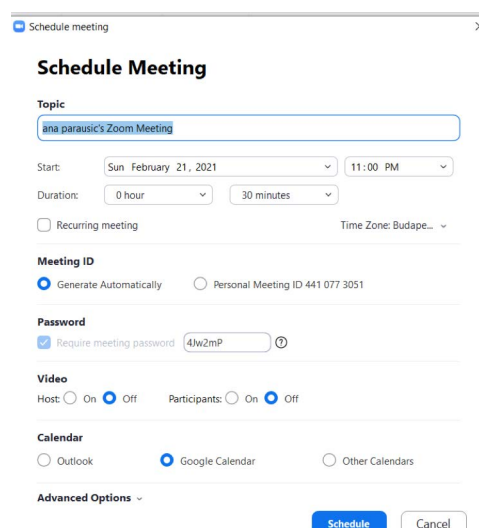 Schedule meeting
Schedule Meeting
Topic
ana parausic's Zoom Meeting
Start: Sun February 21, 2021 11:00 PM
Duration: 0 hour 30 minutes
Recurring meeting Time Zone: Budape...
Meeting ID
Generate Automatically Personal Meeting ID 441 077 3051
Password
Require meeting password 4Jw2mP
Video
Host: On Off Participants: On Off
Calendar
Outlook Google Calendar Other Calendars
Advanced Options
Schedule Cancel